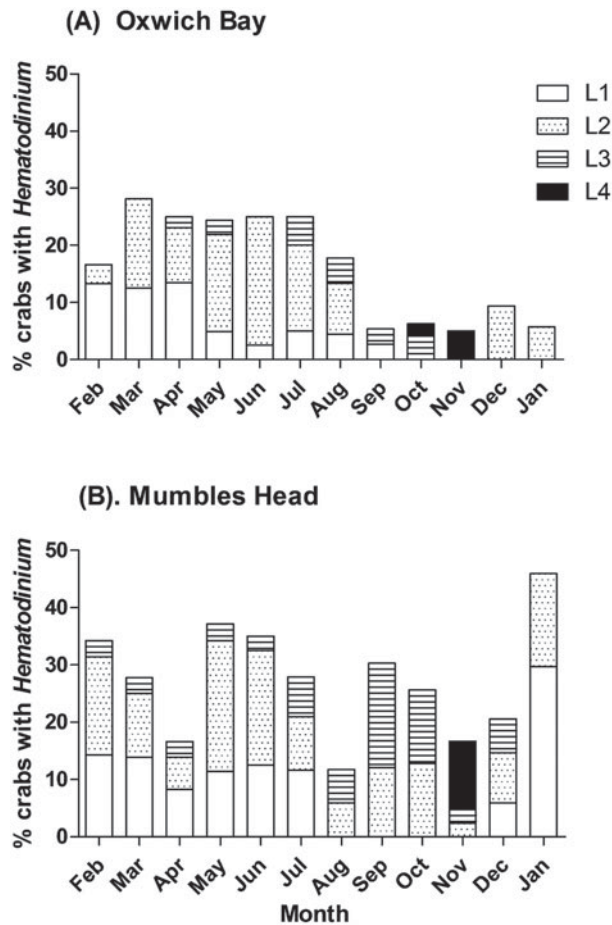 (A) Oxwich Bay
50
40
30
20
10
0
% crabs with Hematodinium
L1
L2
L3
L4
Feb Mar Apr May Jun Jul Aug Sep Oct Nov Dec Jan
(B). Mumbles Head
50
40
30
20
10
0
% crabs with Hematodinium
Feb Mar Apr May Jun Jul Aug Sep Oct Nov Dec Jan
Month